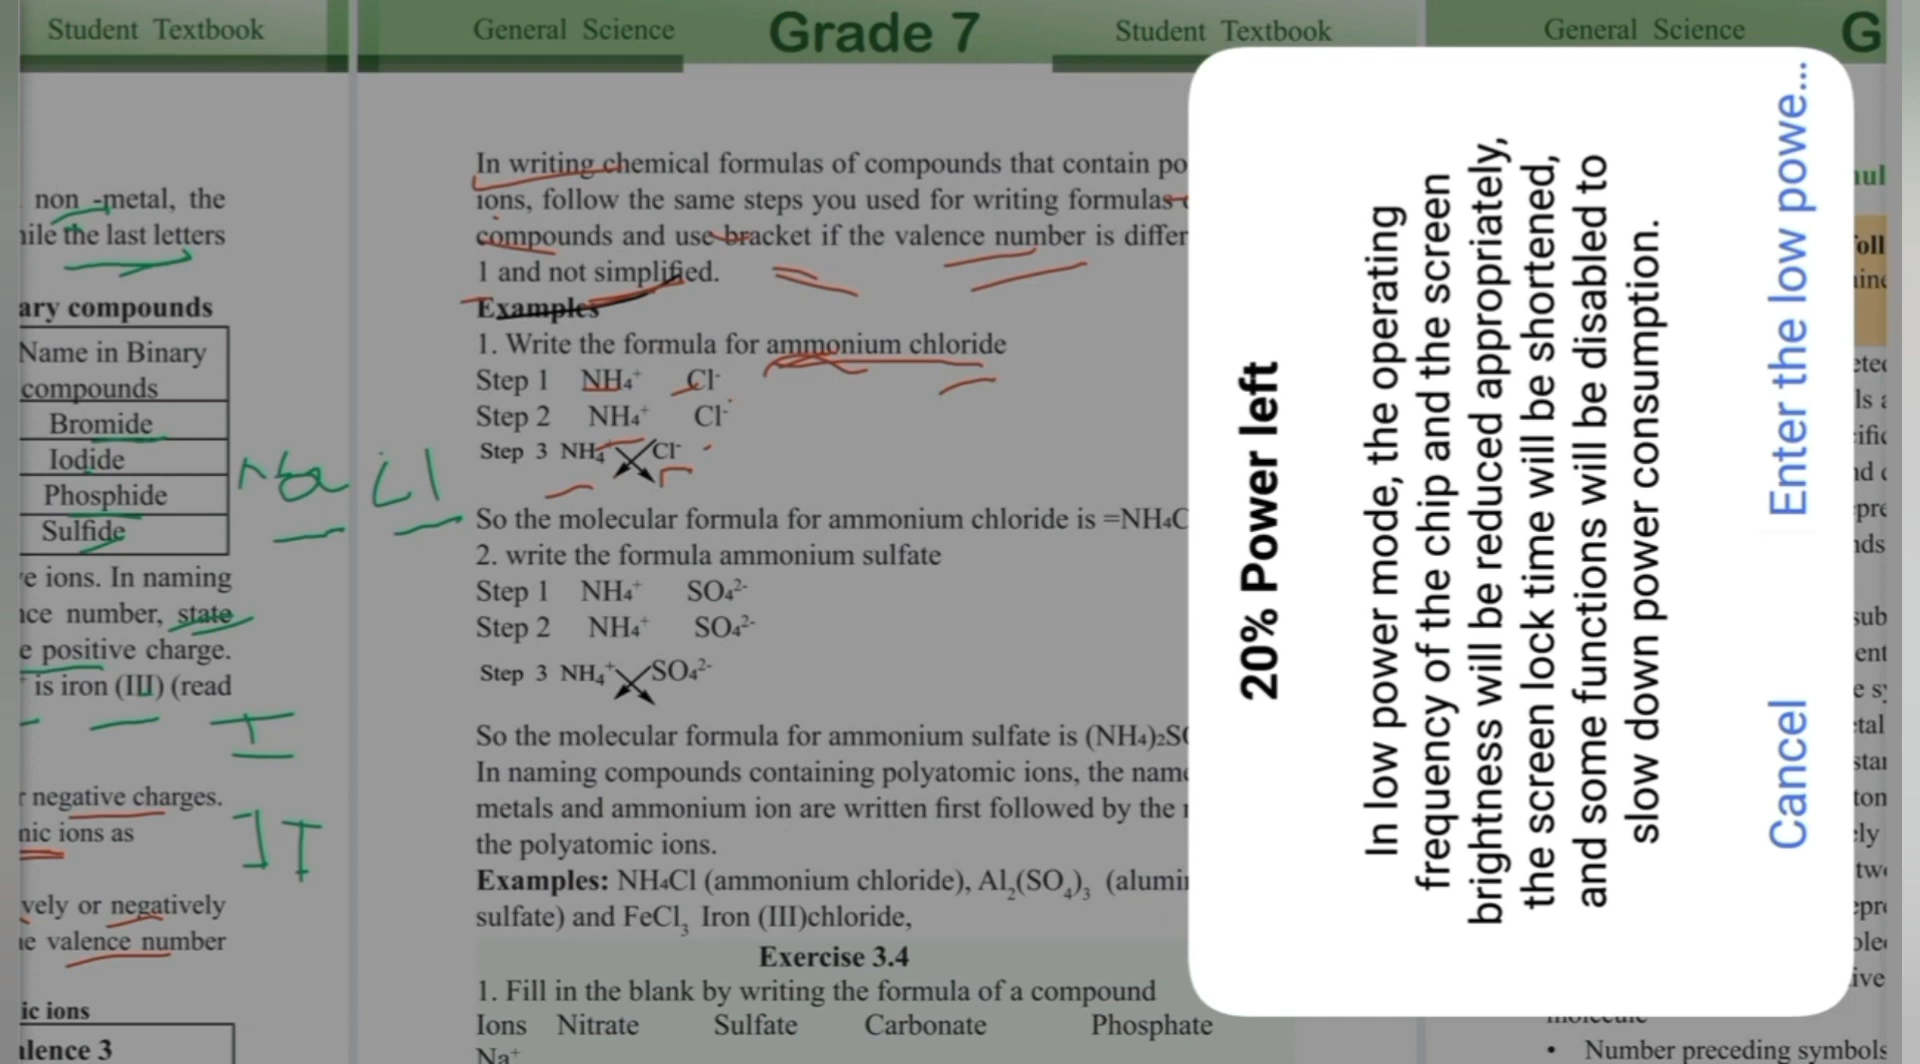 Student Textbook
General Science
Grade 7
Student Textbook
General Science
G
non -metal, the
the last letters
ary compounds
Name in Binary
compounds
Bromide
Iodide
Phosphide
Sulfide
e ions. In naming
number, state
e positive charge.
is iron (III) (read
negative charges.
ions as
vely or negatively
valence number
ic ions
3
Na Cl
I
II
In writing chemical formulas of compounds that contain po
ions, follow the same steps you used for writing formulas
compounds and use bracket if the valence number is differ
1 and not simplified.
Examples
1. Write the formula for ammonium chloride
Step 1 NH₄⁺ Cl⁻
Step 2 NH₄⁺ Cl⁻
Step 3 NH₄⁺ Cl⁻
So the molecular formula for ammonium chloride is =NH₄C
2. write the formula ammonium sulfate
Step 1 NH₄⁺ SO₄²⁻
Step 2 NH₄⁺ SO₄²⁻
Step 3 NH₄⁺ SO₄²⁻
So the molecular formula for ammonium sulfate is (NH₄)₂S
In naming compounds containing polyatomic ions, the name
metals and ammonium ion are written first followed by the
the polyatomic ions.
Examples: NH₄Cl (ammonium chloride), Al₂(SO₄)₃ (alumi
sulfate) and FeCl₃ Iron (III)chloride,
Exercise 3.4
1. Fill in the blank by writing the formula of a compound
Ions Nitrate Sulfate Carbonate Phosphate
Na⁺
20% Power left
In low power mode, the operating
frequency of the chip and the screen
brightness will be reduced appropriately,
the screen lock time will be shortened,
and some functions will be disabled to
slow down power consumption.
Cancel
Enter the low powe...
molecule
• Number preceding symbols